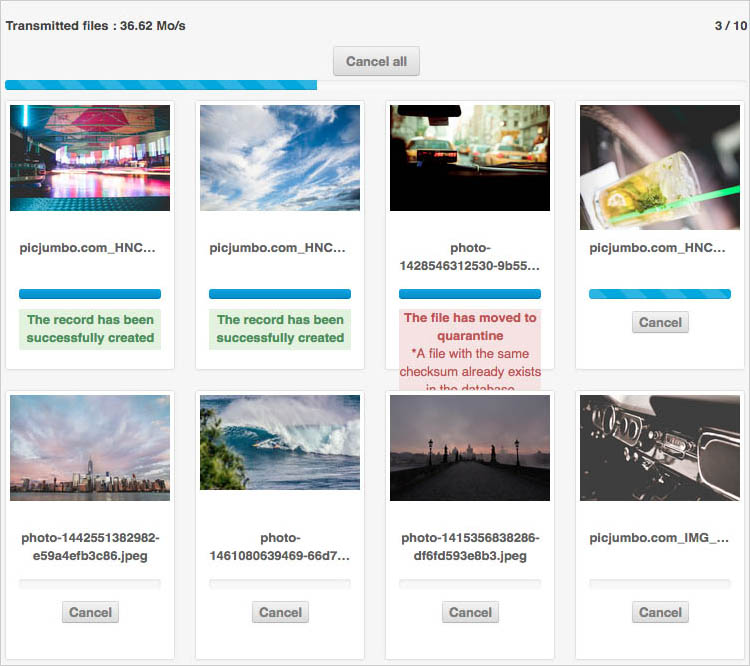 Transmitted files : 36.62 Mo/s
3 / 10
Cancel all
picjumbo.com_HNC...
The record has been
successfully created
picjumbo.com_HNC...
The record has been
successfully created
photo-
1428546312530-9b55...
The file has moved to
quarantine
*A file with the same
checksum already exists
in the database
picjumbo.com_HNC...
Cancel
photo-1442551382982-
e59a4efb3c86.jpeg
Cancel
photo-
1461080639469-66d7...
Cancel
photo-1415356838286-
df6fd593e8b3.jpeg
Cancel
picjumbo.com_IMG_...
Cancel